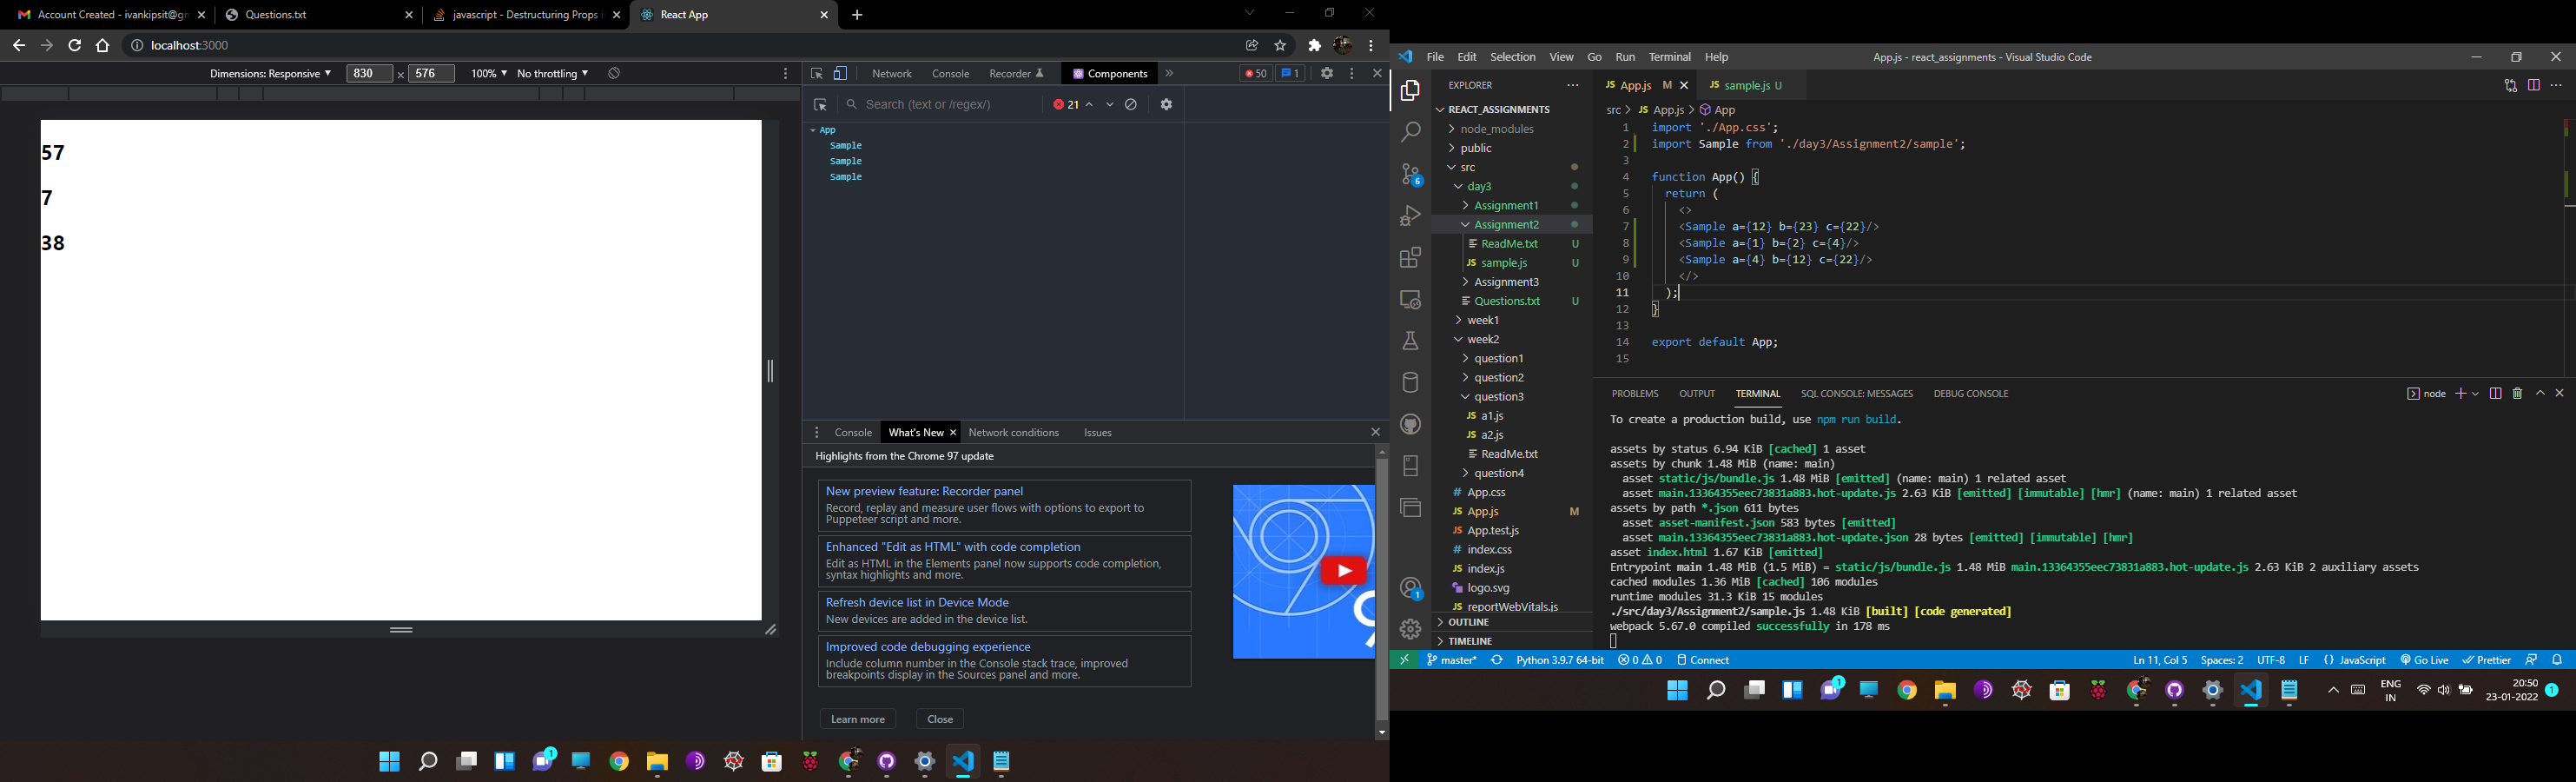 Account Created - ivankipsit@gm
Questions.txt
javascript - Destructuring Props i
React App
localhost:3000
Dimensions: Responsive
830 × 576
100%
No throttling
57
7
38
Network
Console
Recorder
Components
50
1
Search (text or /regex/)
21
App
Sample
Sample
Sample
Console
What's New
Network conditions
Issues
Highlights from the Chrome 97 update
New preview feature: Recorder panel
Record, replay and measure user flows with options to export to
Puppeteer script and more.
Enhanced "Edit as HTML" with code completion
Edit as HTML in the Elements panel now supports code completion,
syntax highlights and more.
Refresh device list in Device Mode
New devices are added in the device list.
Improved code debugging experience
Include column number in the Console stack trace, improved
breakpoints display in the Sources panel and more.
Learn more
Close
File Edit Selection View Go Run Terminal Help
App.js - react_assignments - Visual Studio Code
EXPLORER
REACT_ASSIGNMENTS
node_modules
public
src
day3
Assignment1
Assignment2
ReadMe.txt U
JS sample.js U
Assignment3
Questions.txt U
week1
week2
question1
question2
question3
JS a1.js
JS a2.js
ReadMe.txt
question4
# App.css
JS App.js M
JS App.test.js
# index.css
JS index.js
logo.svg
JS reportWebVitals.js
OUTLINE
TIMELINE
6
1
JS App.js M
JS sample.js U
src > JS App.js > App
1 import './App.css';
2 import Sample from './day3/Assignment2/sample';
3
4 function App() {
5 return (
6 <>
7 <Sample a={12} b={23} c={22}/>
8 <Sample a={1} b={2} c={4}/>
9 <Sample a={4} b={12} c={22}/>
10 </>
11 );
12 }
13
14 export default App;
15
PROBLEMS OUTPUT TERMINAL SQL CONSOLE: MESSAGES DEBUG CONSOLE
node
To create a production build, use npm run build.
assets by status 6.94 KiB [cached] 1 asset
assets by chunk 1.48 MiB (name: main)
asset static/js/bundle.js 1.48 MiB [emitted] (name: main) 1 related asset
asset main.13364355eec73831a883.hot-update.js 2.63 KiB [emitted] [immutable] [hmr] (name: main) 1 related asset
assets by path *.json 611 bytes
asset asset-manifest.json 583 bytes [emitted]
asset main.13364355eec73831a883.hot-update.json 28 bytes [emitted] [immutable] [hmr]
asset index.html 1.67 KiB [emitted]
Entrypoint main 1.48 MiB (1.5 MiB) = static/js/bundle.js 1.48 MiB main.13364355eec73831a883.hot-update.js 2.63 KiB 2 auxiliary assets
cached modules 1.36 MiB [cached] 106 modules
runtime modules 31.3 KiB 15 modules
./src/day3/Assignment2/sample.js 1.48 KiB [built] [code generated]
webpack 5.67.0 compiled successfully in 178 ms
master*
Python 3.9.7 64-bit
0 0
Connect
Ln 11, Col 5
Spaces: 2
UTF-8
LF
JavaScript
Go Live
Prettier
1
ENG
IN
20:50
23-01-2022
1
1